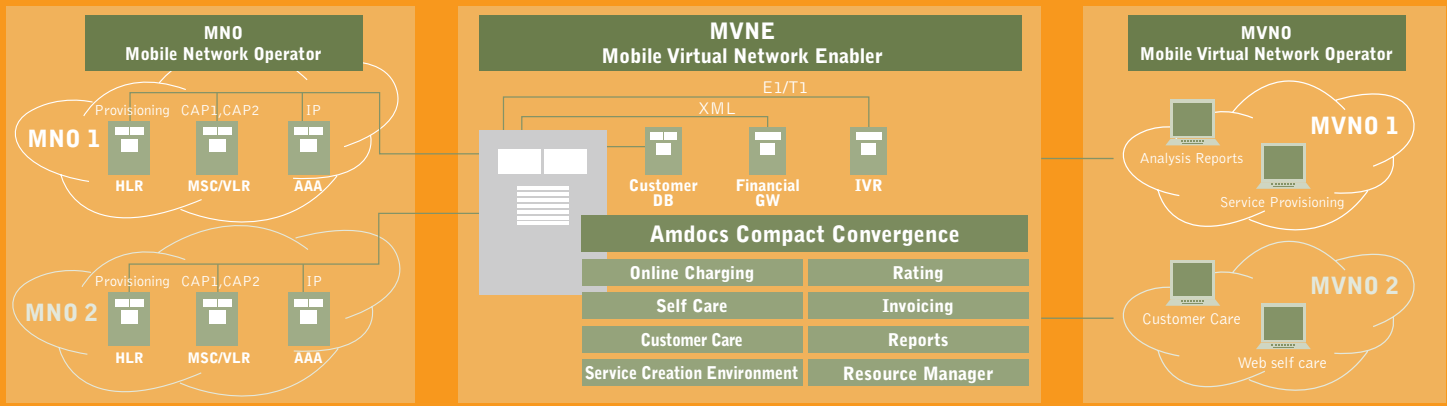 MNO
Mobile Network Operator
Provisioning CAP1,CAP2 IP
MNO 1
HLR MSC/VLR AAA
Provisioning CAP1,CAP2 IP
MNO 2
HLR MSC/VLR AAA
MVNE
Mobile Virtual Network Enabler
E1/T1
XML
Customer DB
Financial GW
IVR
Amdocs Compact Convergence
Online Charging Rating
Self Care Invoicing
Customer Care Reports
Service Creation Environment Resource Manager
MVNO
Mobile Virtual Network Operator
MVNO 1
Analysis Reports
Service Provisioning
MVNO 2
Customer Care
Web self care